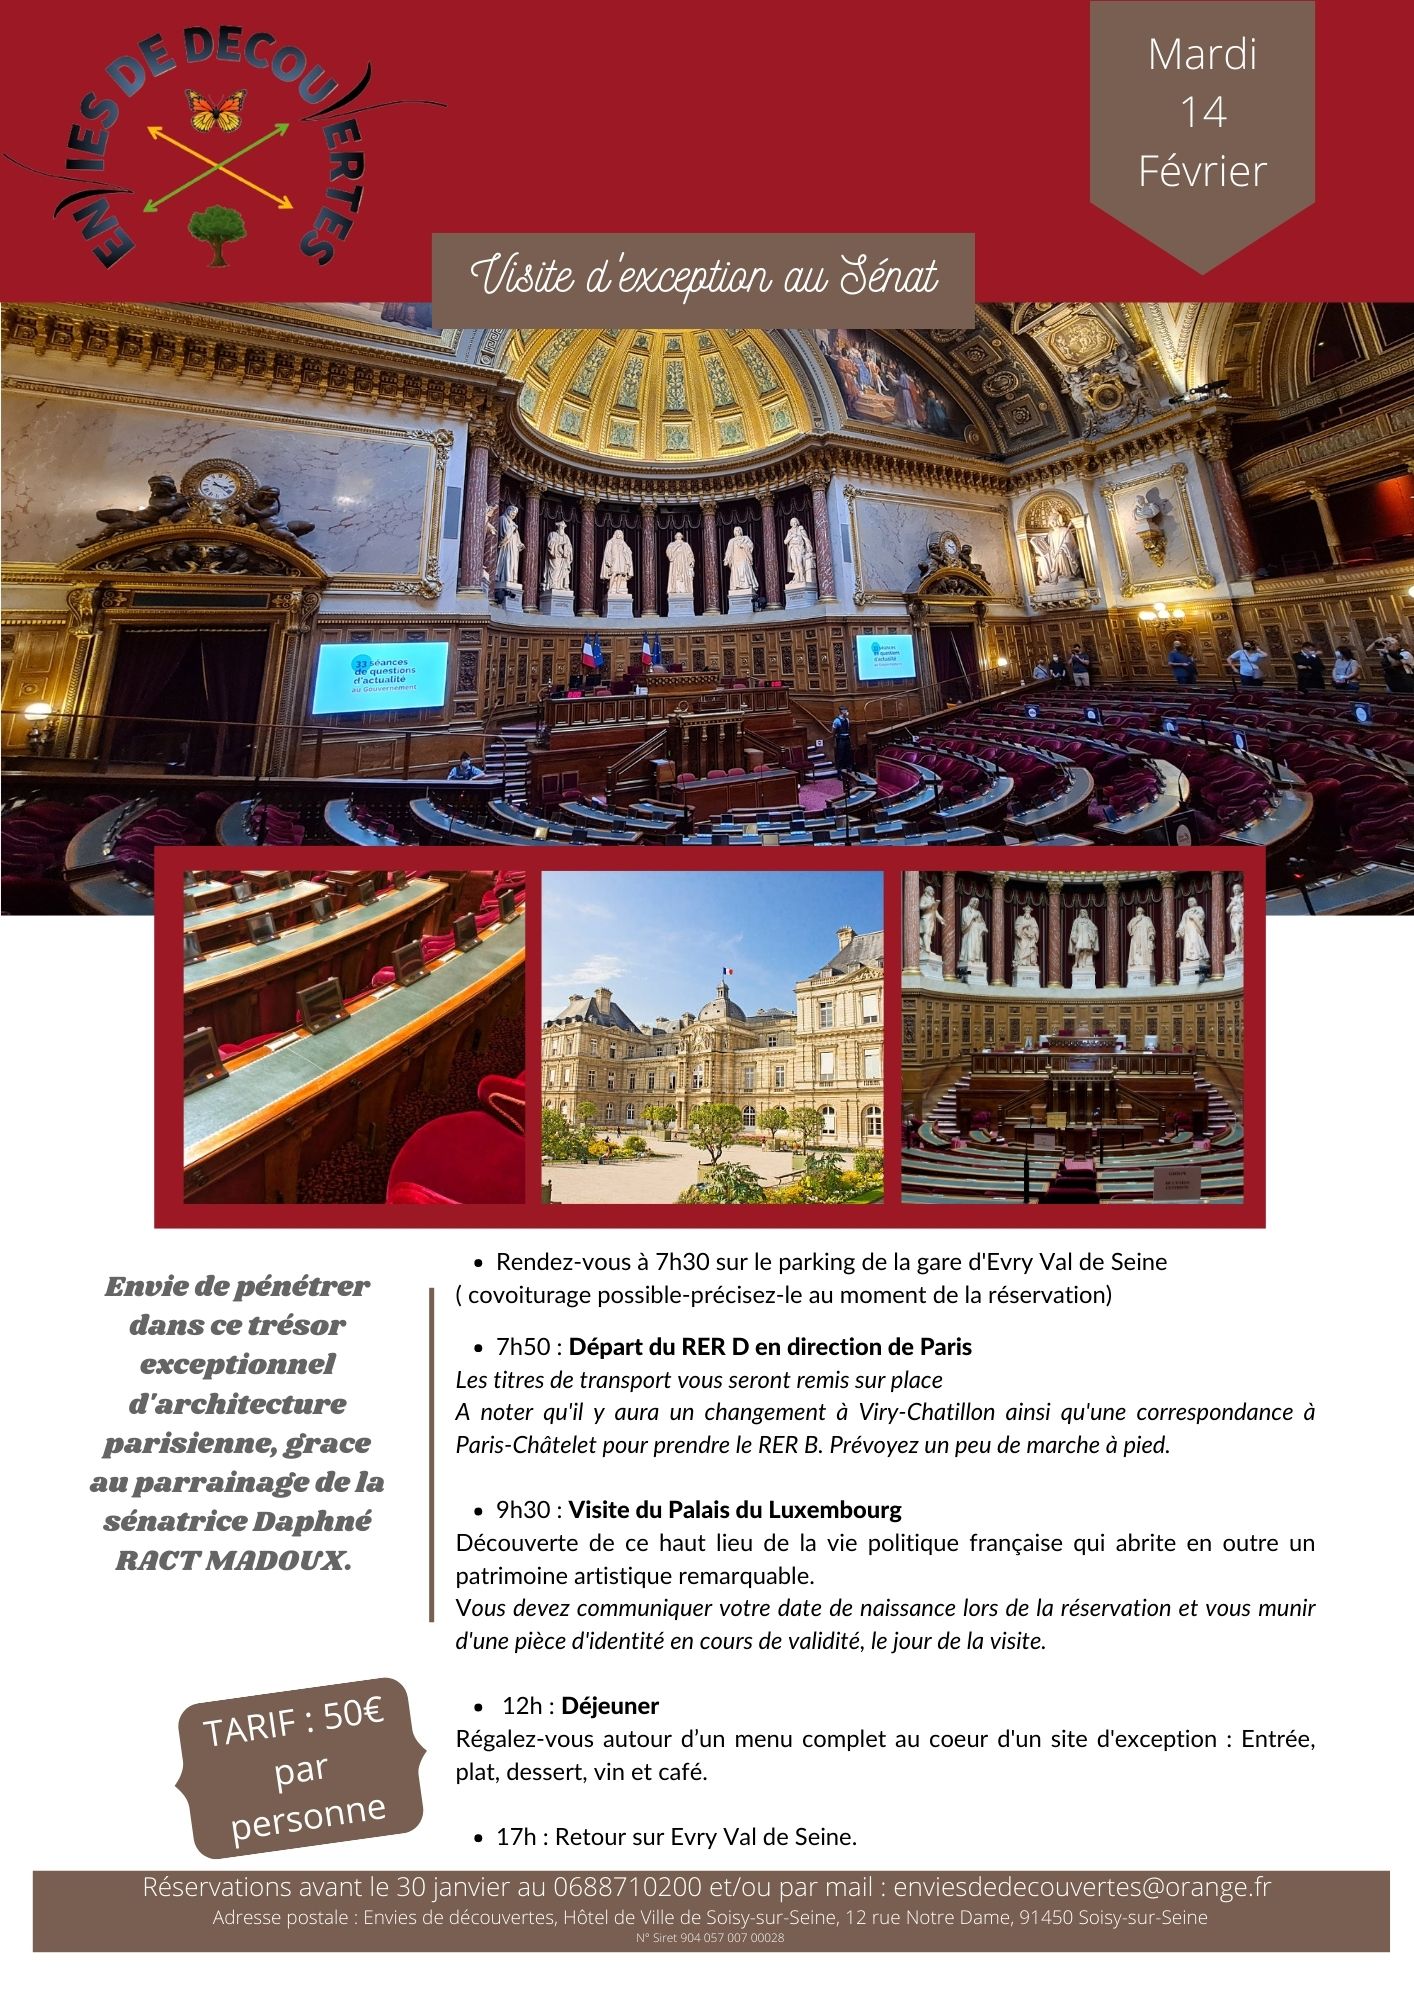 ENVIES DE DECOUVERTES
Mardi
14
Février
Visite d'exception au Sénat
33 séances
de questions
d'actualité
au Gouvernement
Envie de pénétrer
dans ce trésor
exceptionnel
d'architecture
parisienne, grace
au parrainage de la
sénatrice Daphné
RACT MADOUX.
TARIF : 50€
par
personne
• Rendez-vous à 7h30 sur le parking de la gare d'Evry Val de Seine
( covoiturage possible-précisez-le au moment de la réservation)
• 7h50 : Départ du RER D en direction de Paris
Les titres de transport vous seront remis sur place
A noter qu'il y aura un changement à Viry-Chatillon ainsi qu'une correspondance à
Paris-Châtelet pour prendre le RER B. Prévoyez un peu de marche à pied.
• 9h30 : Visite du Palais du Luxembourg
Découverte de ce haut lieu de la vie politique française qui abrite en outre un
patrimoine artistique remarquable.
Vous devez communiquer votre date de naissance lors de la réservation et vous munir
d'une pièce d'identité en cours de validité, le jour de la visite.
• 12h : Déjeuner
Régalez-vous autour d’un menu complet au coeur d'un site d'exception : Entrée,
plat, dessert, vin et café.
• 17h : Retour sur Evry Val de Seine.
Réservations avant le 30 janvier au 0688710200 et/ou par mail : enviesdedecouvertes@orange.fr
Adresse postale : Envies de découvertes, Hôtel de Ville de Soisy-sur-Seine, 12 rue Notre Dame, 91450 Soisy-sur-Seine
N° Siret 904 057 007 00028